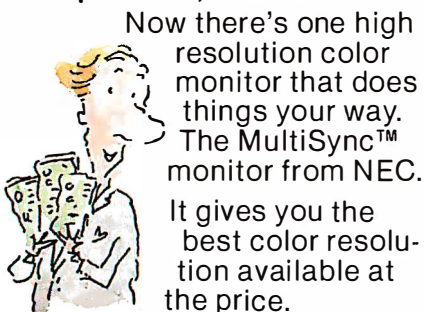 Now there's one high
resolution color
monitor that does
things your way.
The MultiSync™
monitor from NEC.
It gives you the
best color resolu-
tion available at
the price.